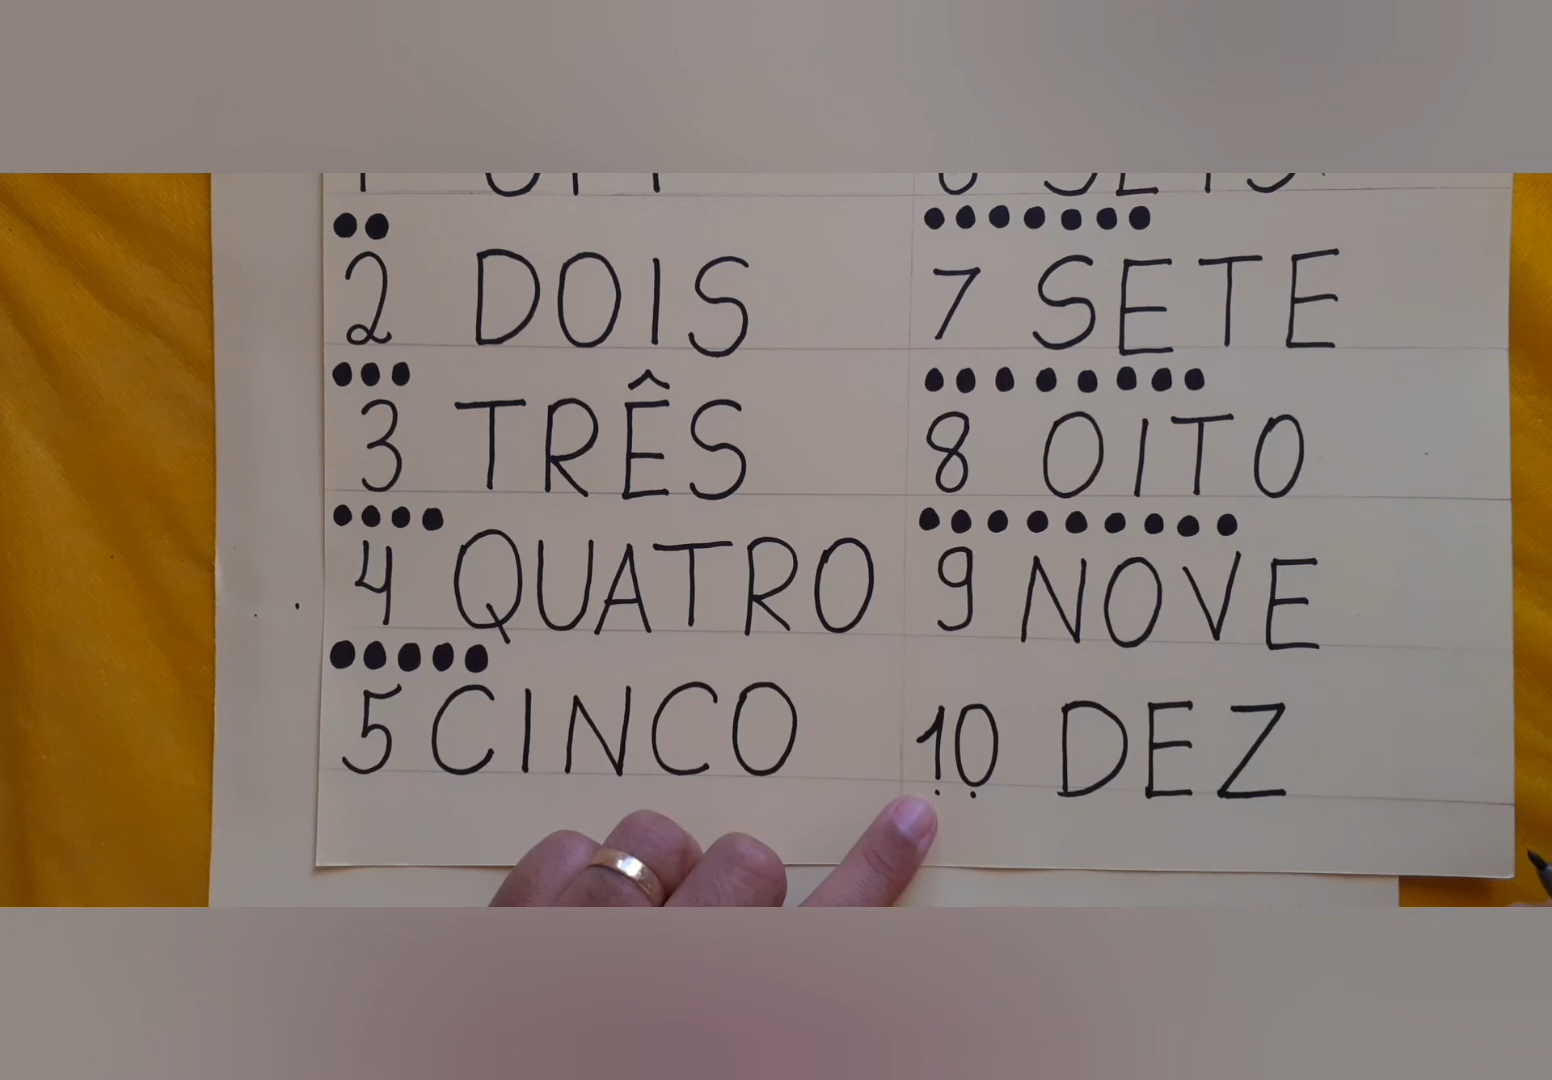 2 DOIS
3 TRÊS
4 QUATRO
5 CINCO
7 SETE
8 OITO
9 NOVE
10 DEZ